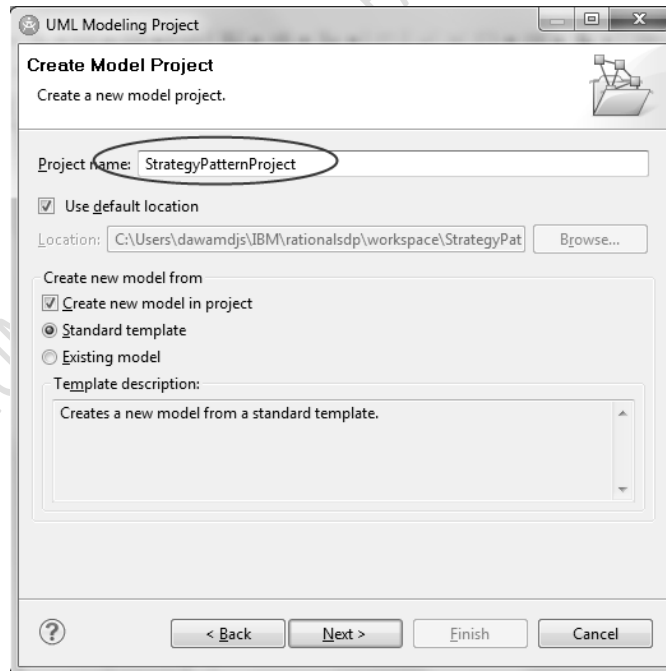 UML Modeling Project
Create Model Project
Create a new model project.
Project name: StrategyPatternProject
Use default location
Location: C:\Users\dawamdjs\IBM\rationalsdp\workspace\StrategyPat Browse...
Create new model from
Create new model in project
Standard template
Existing model
Template description:
Creates a new model from a standard template.
< Back Next > Finish Cancel